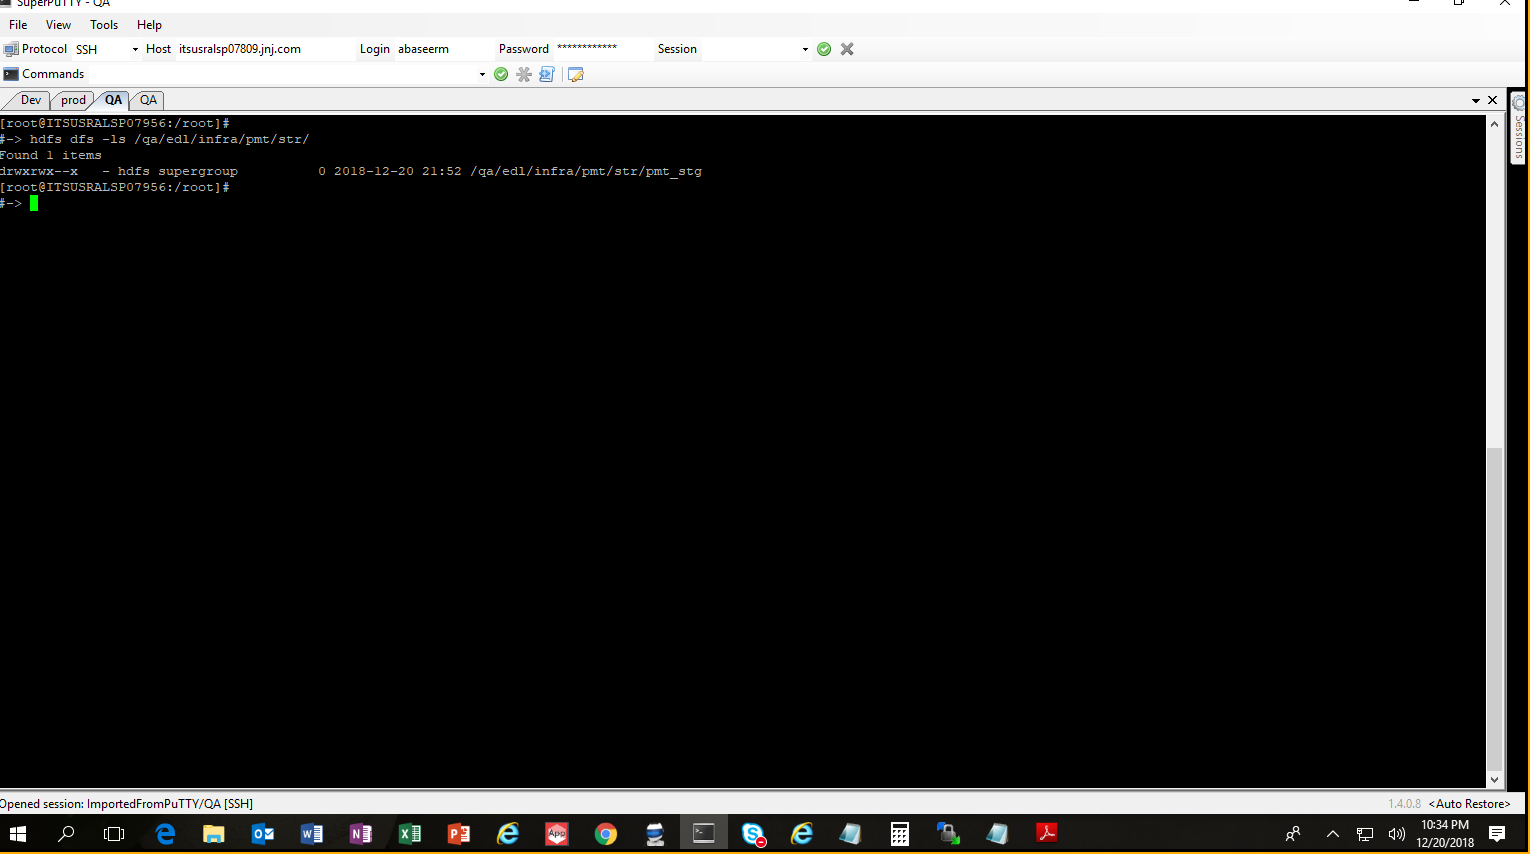 SuperPuTTY - QA
File View Tools Help
Protocol SSH Host itsusralsp07809.jnj.com Login abaseerm Password ************ Session
Commands
Dev prod QA QA
[root@ITSUSRALSP07956:/root]#
#-> hdfs dfs -ls /qa/edl/infra/pmt/str/
Found 1 items
drwxrwx--x - hdfs supergroup 0 2018-12-20 21:52 /qa/edl/infra/pmt/str/pmt_stg
[root@ITSUSRALSP07956:/root]#
#->
Sessions
Opened session: ImportedFromPuTTY/QA [SSH] 1.4.0.8 <Auto Restore>
App
10:34 PM
12/20/2018